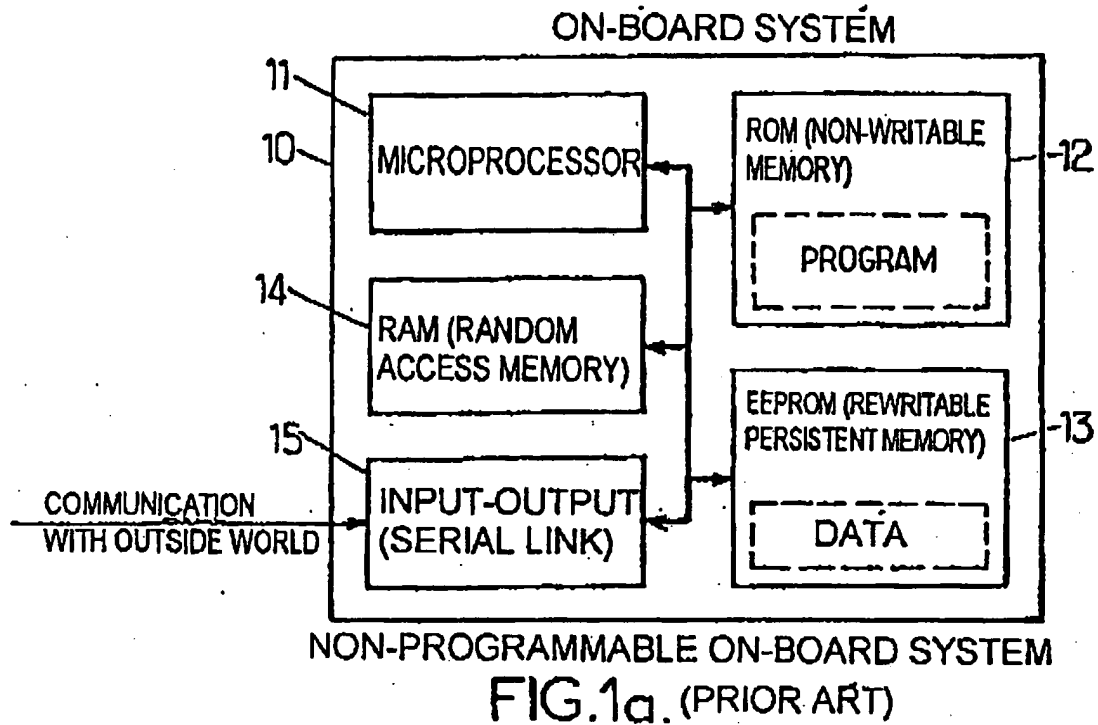 ON-BOARD SYSTEM
11
10
MICROPROCESSOR
ROM (NON-WRITABLE
MEMORY)
12
PROGRAM
14
RAM (RANDOM
ACCESS MEMORY)
EEPROM (REWRITABLE
PERSISTENT MEMORY)
13
DATA
15
INPUT-OUTPUT
(SERIAL LINK)
COMMUNICATION
WITH OUTSIDE WORLD
NON-PROGRAMMABLE ON-BOARD SYSTEM
FIG.1a. (PRIOR ART)